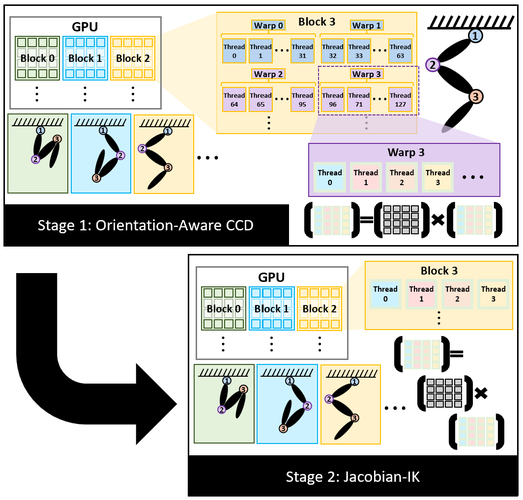 GPU
Block 0
Block 1
Block 2
Block 3
Warp 0
Warp 1
Thread 0
Thread 1
Thread 31
Thread 32
Thread 33
Thread 63
Warp 2
Warp 3
Thread 64
Thread 65
Thread 95
Thread 96
Thread 71
Thread 127
1
2
3
1
2
3
1
2
3
1
2
3
Warp 3
Thread 0
Thread 1
Thread 2
Thread 3
Stage 1: Orientation-Aware CCD
GPU
Block 0
Block 1
Block 2
Block 3
Thread 0
Thread 1
Thread 2
Thread 3
1
2
3
1
2
3
1
2
3
Stage 2: Jacobian-IK